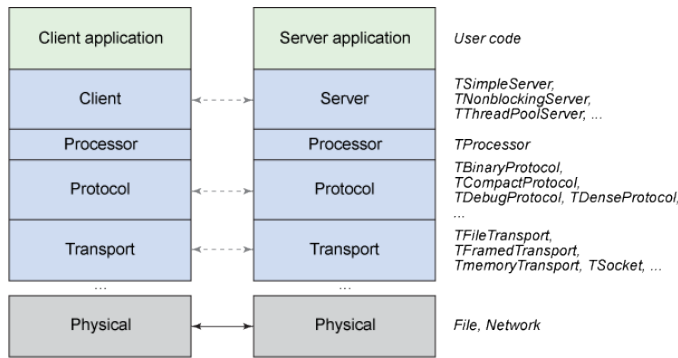 Client application Server application User code
Client Server TSimpleServer,
TNonblockingServer,
TThreadPoolServer, ...
Processor Processor TProcessor
Protocol Protocol TBinaryProtocol,
TCompactProtocol,
TDebugProtocol, TDenseProtocol,
...
Transport Transport TFileTransport,
TFramedTransport,
TmemoryTransport, TSocket, ...
... ...
Physical Physical File, Network